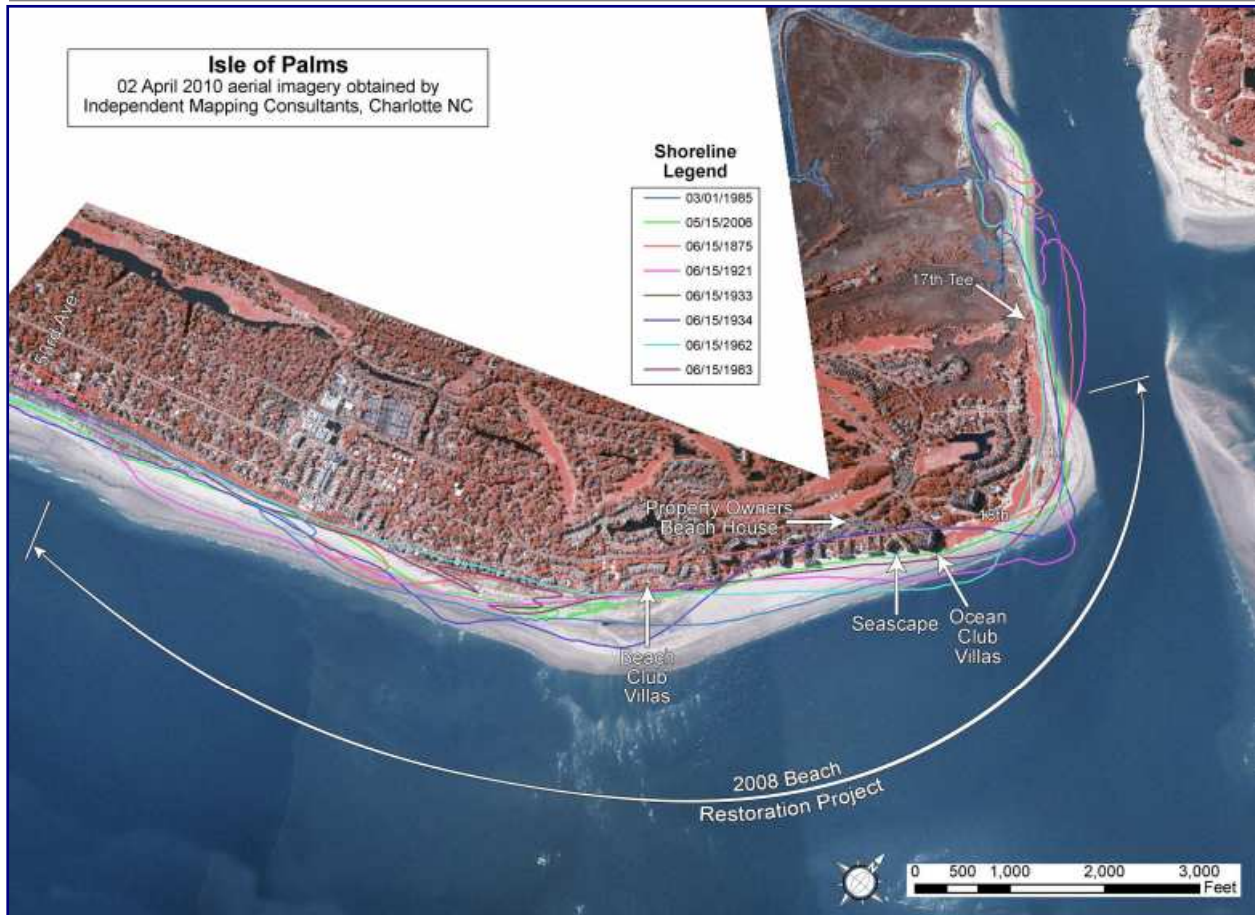 Isle of Palms
02 April 2010 aerial imagery obtained by
Independent Mapping Consultants, Charlotte NC
Shoreline
Legend
03/01/1985
05/15/2006
06/15/1875
06/15/1921
06/15/1933
06/15/1934
06/15/1962
06/15/1983
53rd Ave
17th Tee
Property Owners
Beach House
18th
Seascape
Ocean
Club
Villas
Beach
Club
Villas
2008 Beach
Restoration Project
N
0 500 1,000 2,000 3,000
Feet